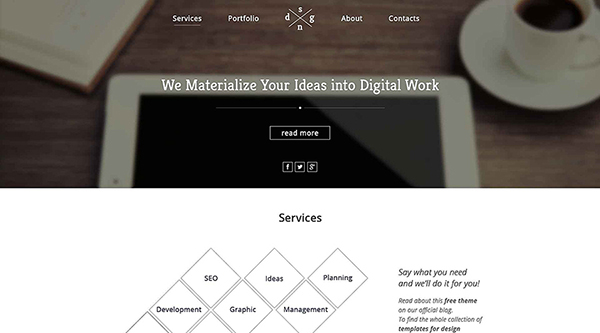 Services
Portfolio
d s g n
About
Contacts
We Materialize Your Ideas into Digital Work
read more
f
g+
Services
SEO
Ideas
Planning
Development
Graphic
Management
Say what you need
and we'll do it for you!
Read about this free theme
on our official blog.
To find the whole collection of
templates for design